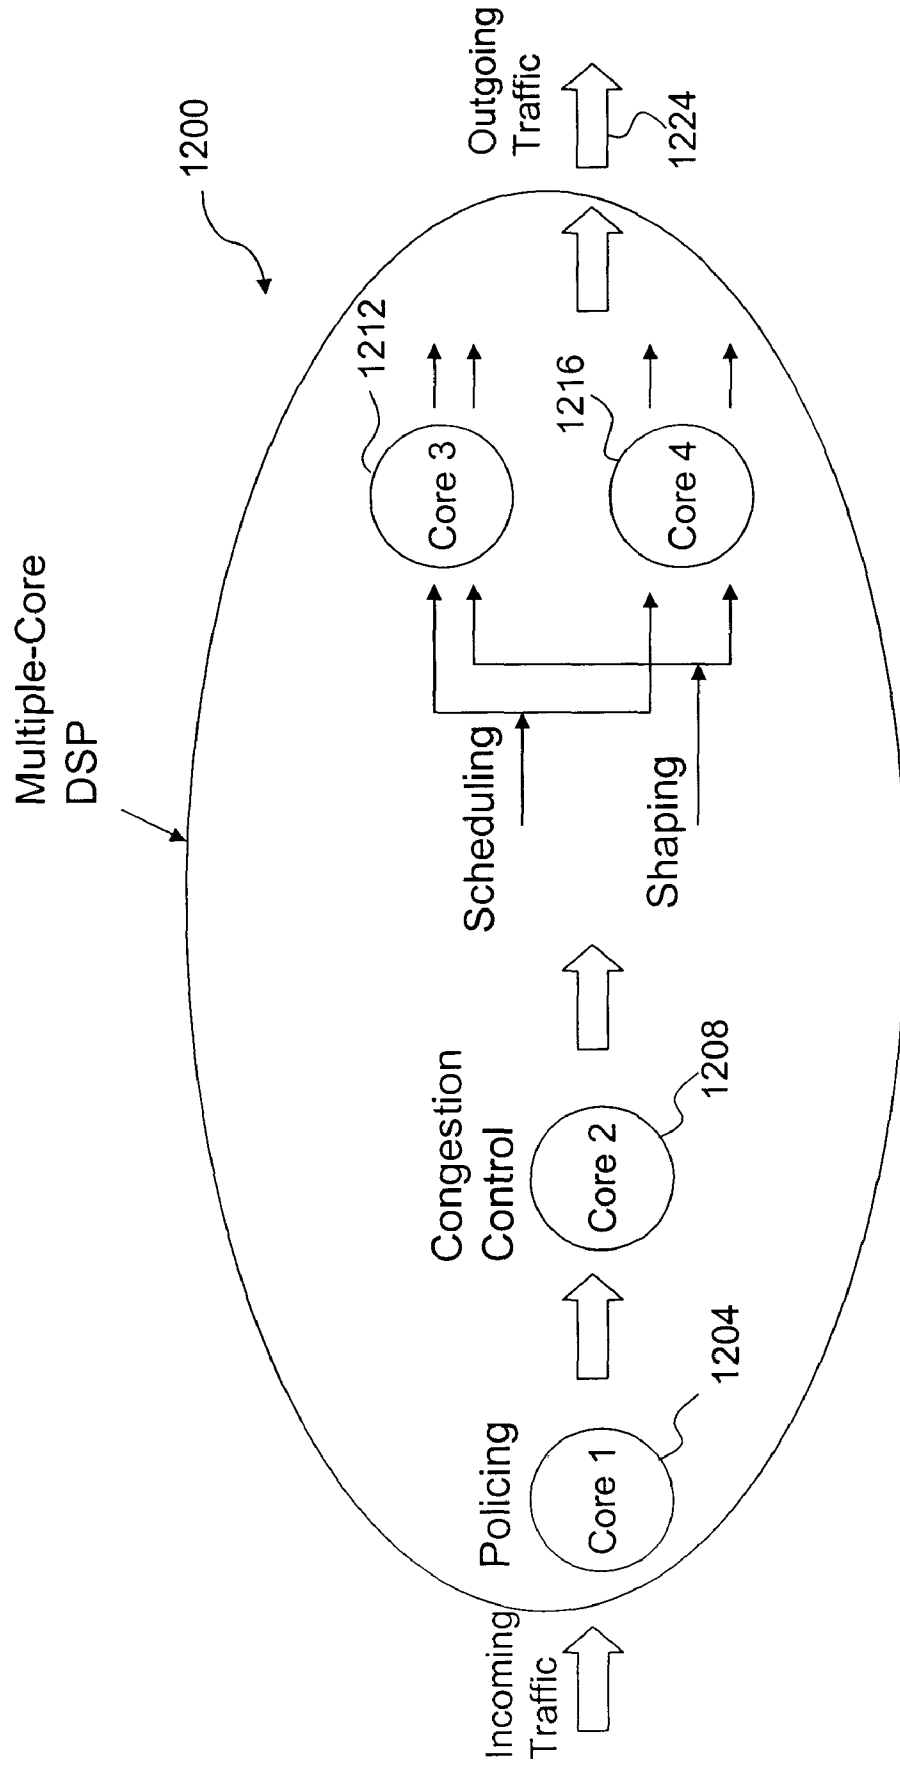 Multiple-Core
DSP
1200
Incoming
Traffic
Policing
Core 1
1204
Congestion
Control
Core 2
1208
Scheduling
Shaping
Core 3
1212
Core 4
1216
Outgoing
Traffic
1224